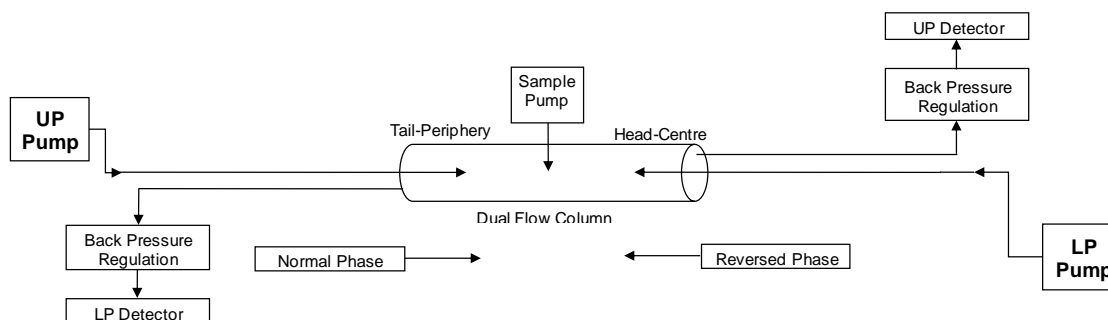 UP Detector
Back Pressure
Regulation
Sample
Pump
UP
Pump
Tail-Periphery
Head-Centre
Dual Flow Column
Back Pressure
Regulation
Normal Phase
Reversed Phase
LP
Pump
LP Detector